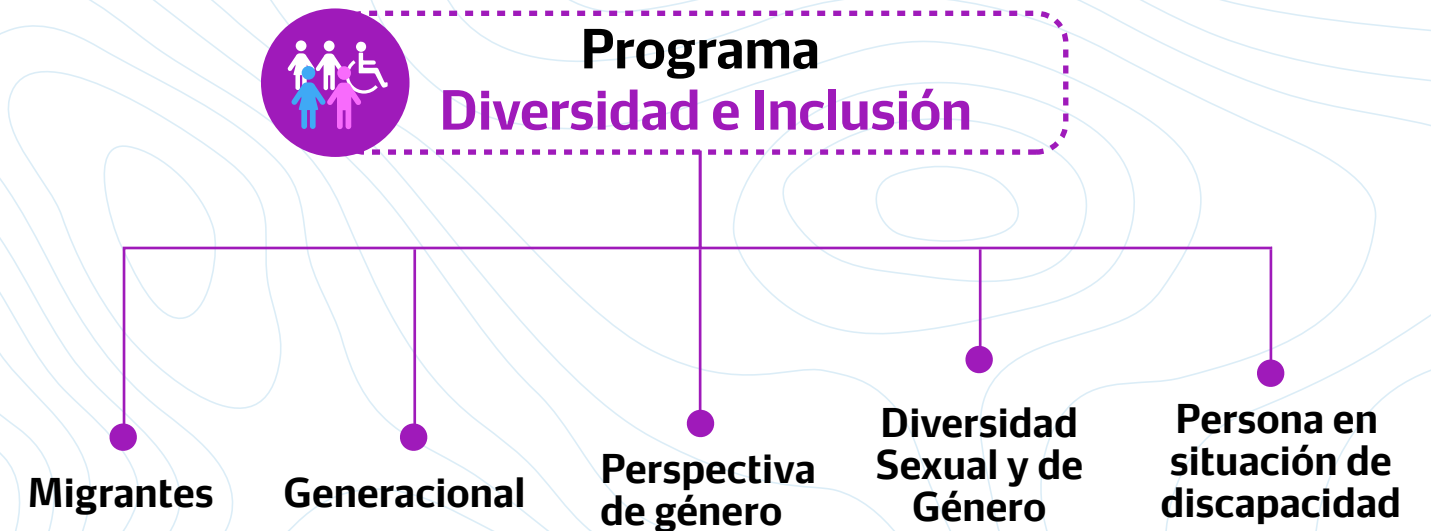 Programa
Diversidad e Inclusión
Migrantes
Generacional
Perspectiva
de género
Diversidad
Sexual y de
Género
Persona en
situación de
discapacidad